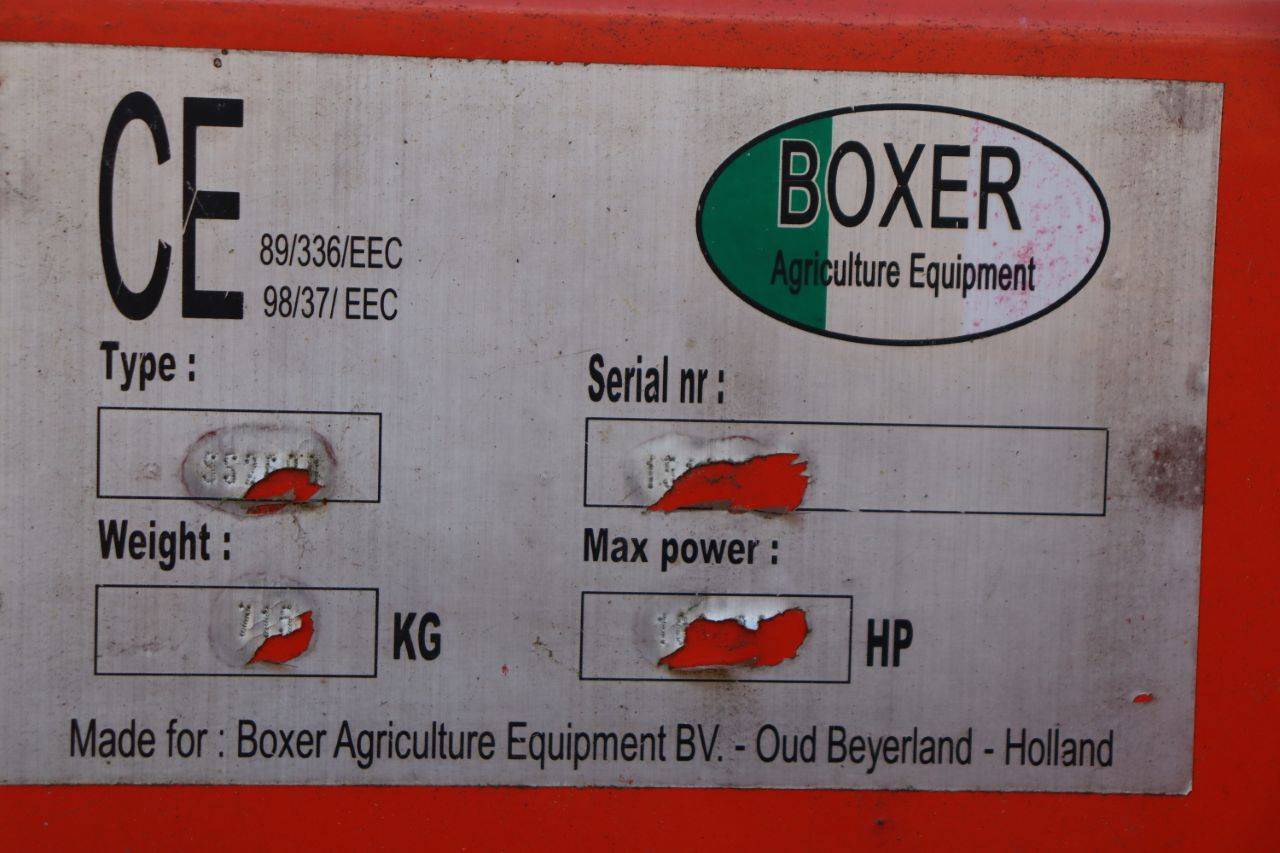 CE
89/336/EEC
98/37/ EEC
BOXER
Agriculture Equipment
Type :
Serial nr :
Weight :
KG
Max power :
HP
Made for : Boxer Agriculture Equipment BV. - Oud Beyerland - Holland